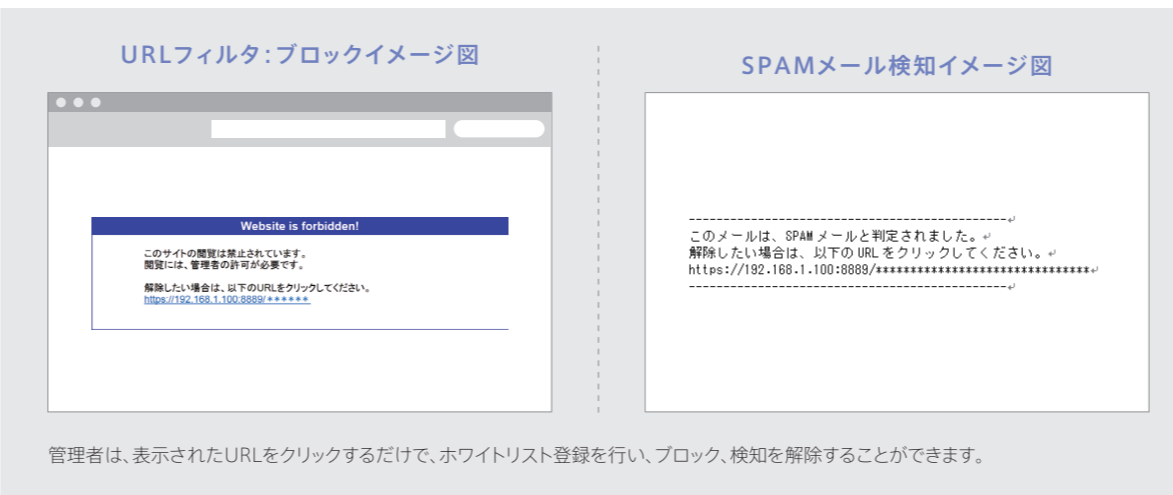 URLフィルタ:ブロックイメージ図
Website is forbidden!
このサイトの閲覧は禁止されています。
閲覧には、管理者の許可が必要です。
解除したい場合は、以下のURLをクリックしてください。
https://192.168.1.100:8889/******
SPAMメール検知イメージ図
----------------------------------------------↵
このメールは、SPAMメールと判定されました。↵
解除したい場合は、以下のURLをクリックしてください。↵
https://192.168.1.100:8889/*******************************↵
----------------------------------------------↵
管理者は、表示されたURLをクリックするだけで、ホワイトリスト登録を行い、ブロック、検知を解除することができます。